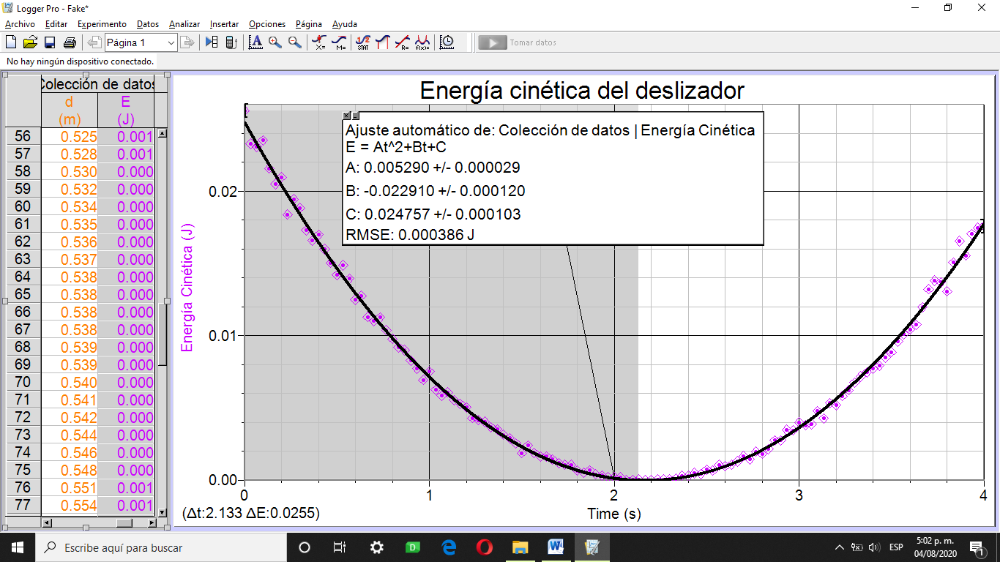 Logger Pro - Fake*
Archivo Editar Experimento Datos Analizar Insertar Opciones Página Ayuda
Página 1
X= M= STAT R= f(x)=
Tomar datos
No hay ningún dispositivo conectado.
Colección de datos
d E
(m) (J)
56 0.525 0.001
57 0.528 0.001
58 0.530 0.000
59 0.532 0.000
60 0.534 0.000
61 0.535 0.000
62 0.536 0.000
63 0.537 0.000
64 0.538 0.000
65 0.538 0.000
66 0.538 0.000
67 0.538 0.000
68 0.539 0.000
69 0.539 0.000
70 0.540 0.000
71 0.541 0.000
72 0.542 0.000
73 0.544 0.000
74 0.546 0.000
75 0.548 0.000
76 0.551 0.001
77 0.554 0.001
Energía cinética del deslizador
Ajuste automático de: Colección de datos | Energía Cinética
E = At^2+Bt+C
A: 0.005290 +/- 0.000029
B: -0.022910 +/- 0.000120
C: 0.024757 +/- 0.000103
RMSE: 0.000386 J
Energía Cinética (J)
0.02
0.01
0.00
0 1 2 3 4
(Δt:2.133 ΔE:0.0255)
Time (s)
Escribe aquí para buscar
ESP
5:02 p. m.
04/08/2020
1